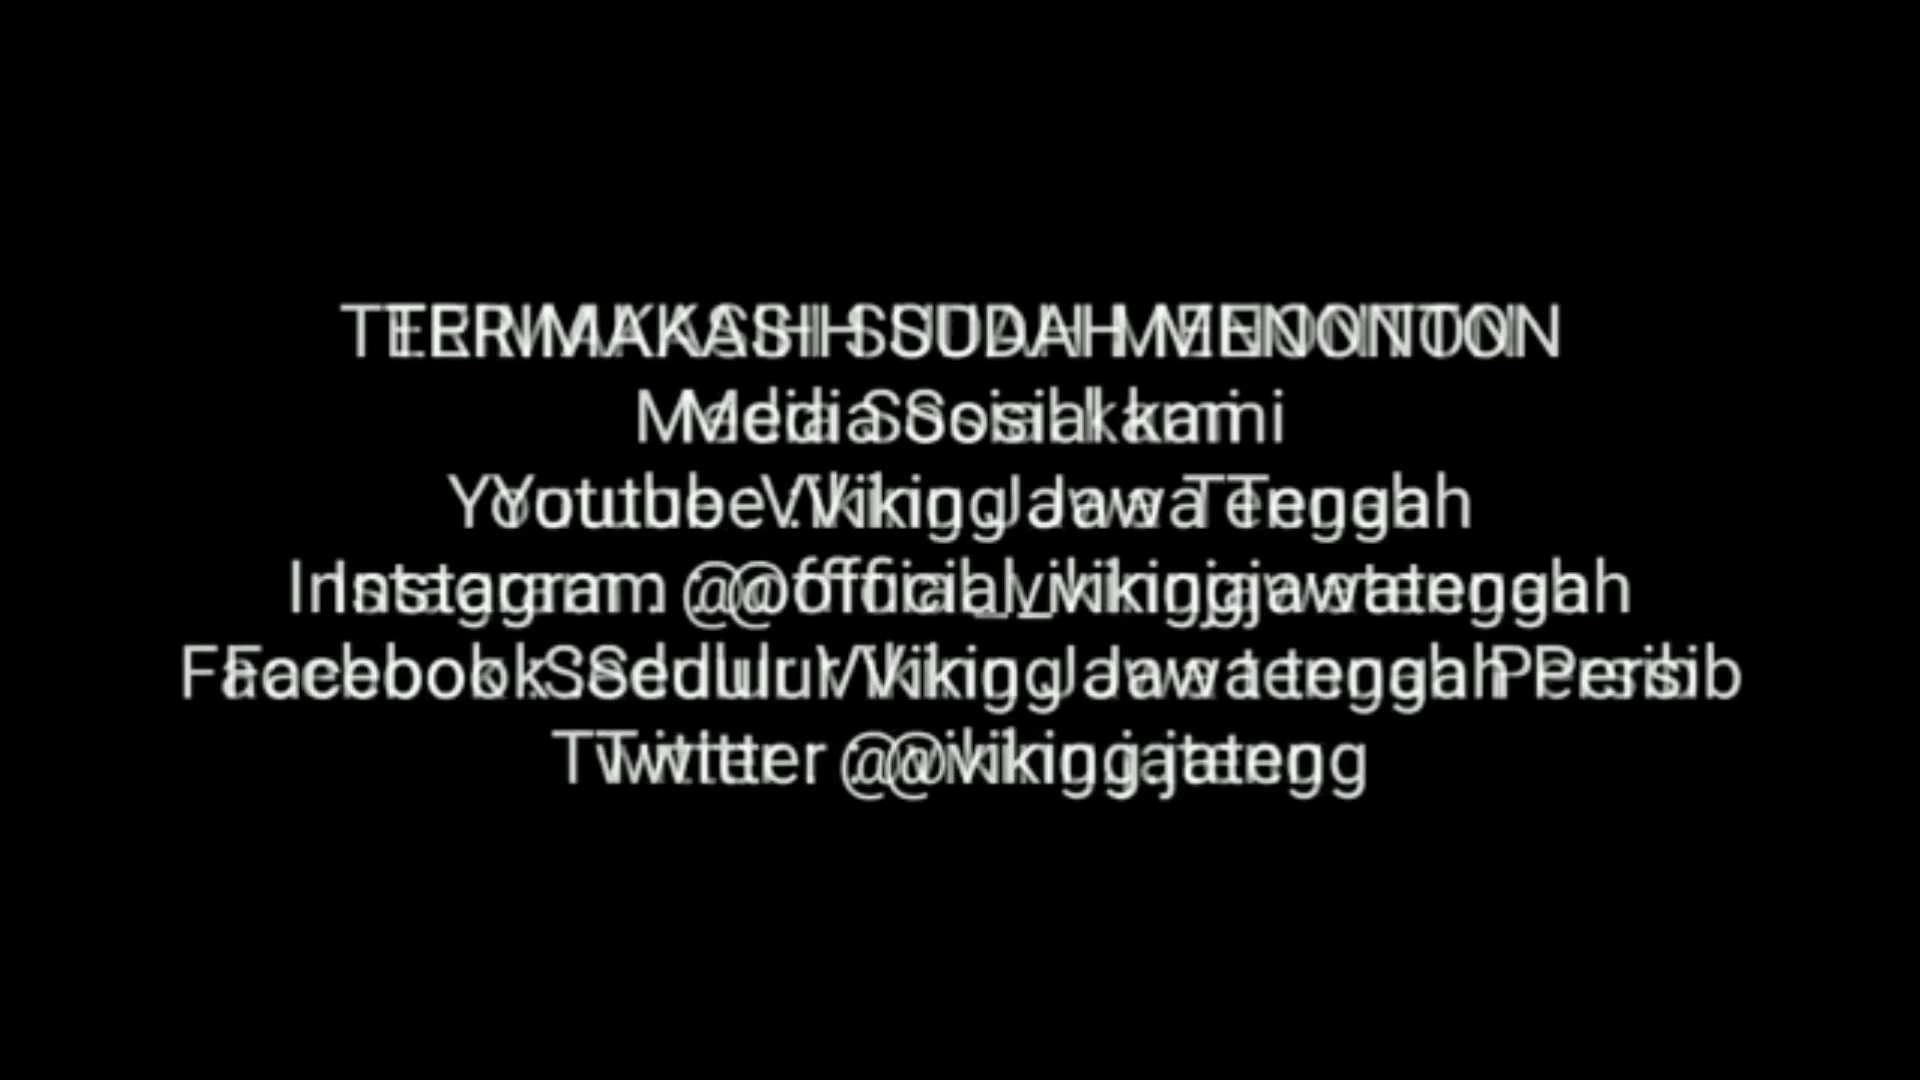 TERIMAKASIH SUDAH MENONTON
Media Sosial kami
Youtube : Viking Jawa Tengah
Instagram : @official_vikingjawatengah
Facebook : Sedulur Viking Jawa tengah Persib
Twitter : @vikingjateng